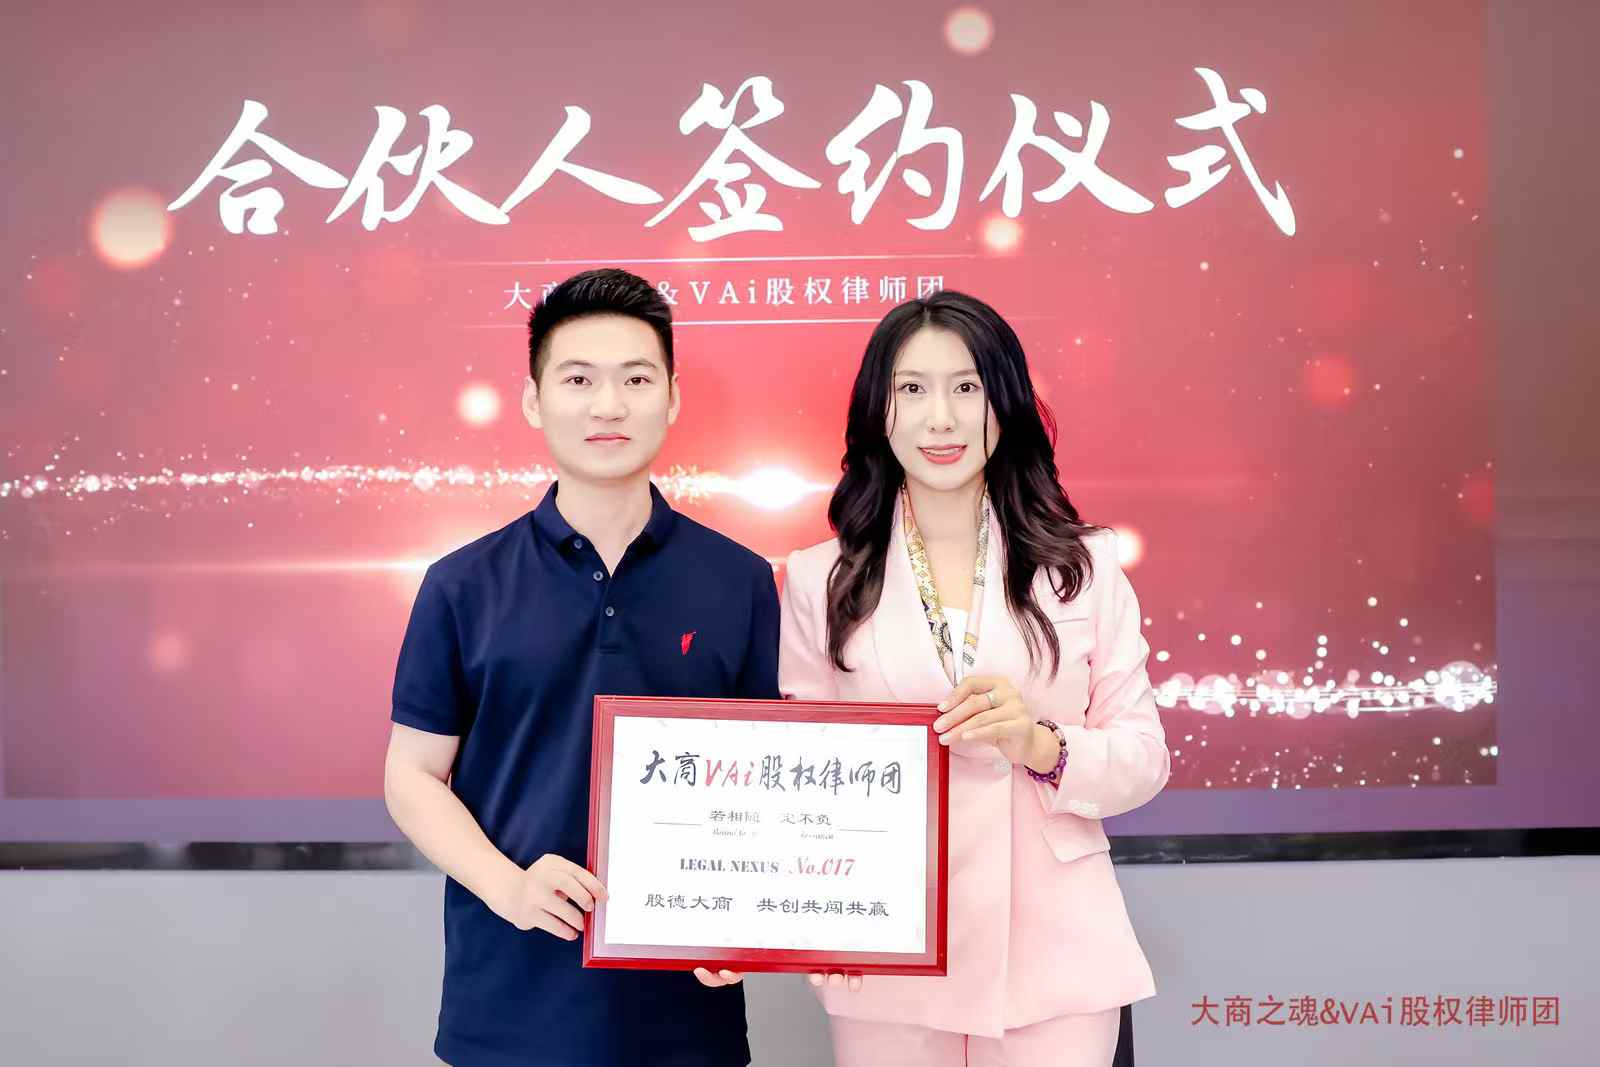 合伙人签约仪式
大商&VAi股权律师团
大商VAi股权律师团
若相随 定不负
LEGAL NEXUS No.017
股德大商 共创共闯共赢
大商之魂&VAi股权律师团